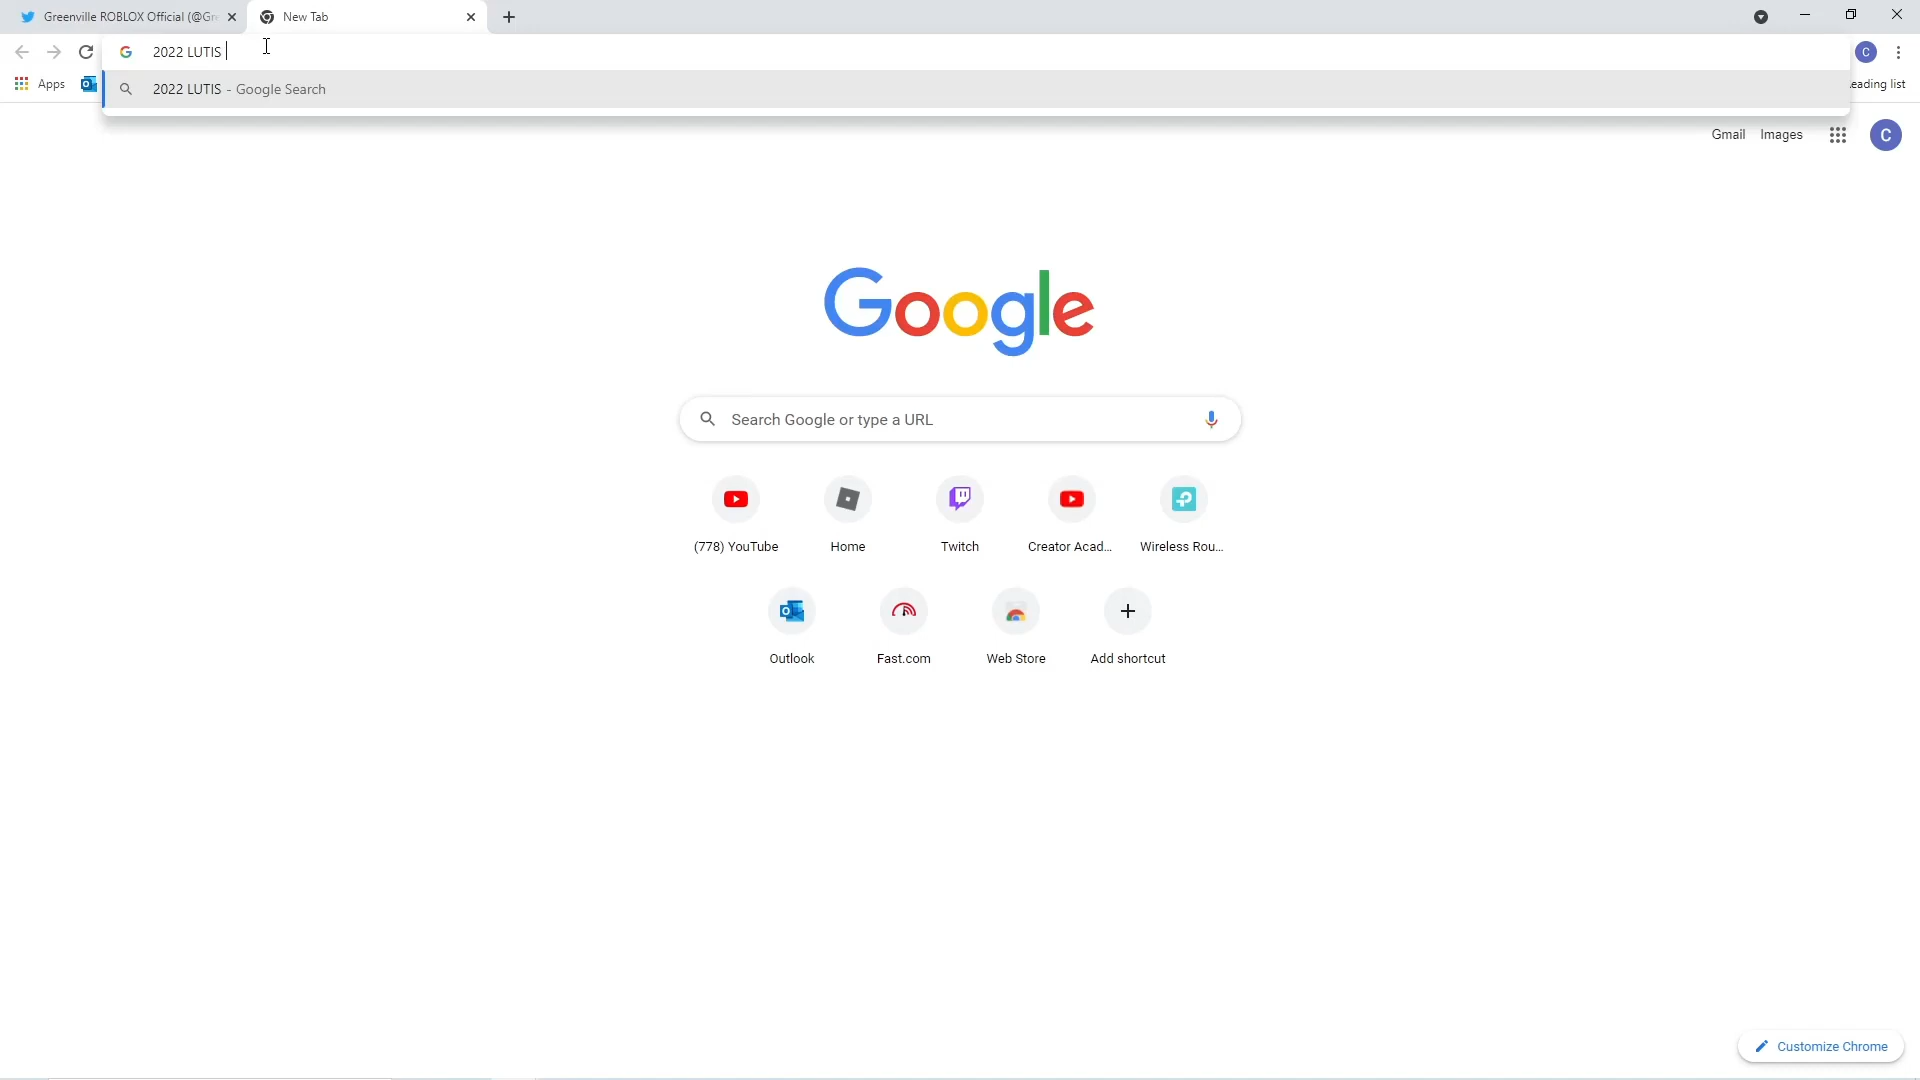 Greenville ROBLOX Official (@Gr
New Tab
2022 LUTIS
C
Apps
eading list
2022 LUTIS - Google Search
Gmail
Images
C
Google
Search Google or type a URL
(778) YouTube
Home
Twitch
Creator Acad...
Wireless Rou...
Outlook
Fast.com
Web Store
Add shortcut
Customize Chrome